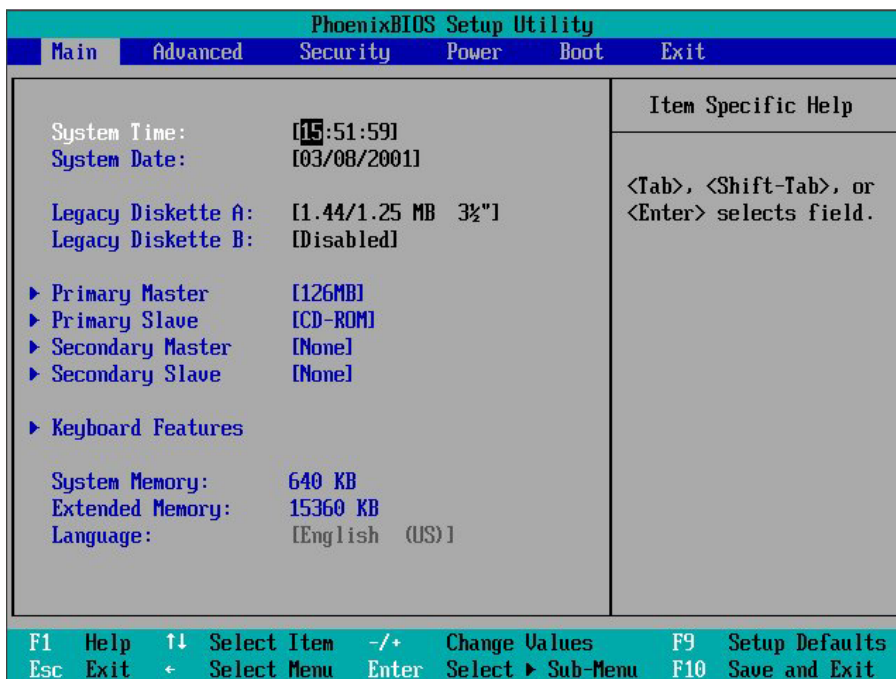 PhoenixBIOS Setup Utility
Main Advanced Security Power Boot Exit
Item Specific Help
System Time: [15:51:59]
System Date: [03/08/2001]
<Tab>, <Shift-Tab>, or
<Enter> selects field.
Legacy Diskette A: [1.44/1.25 MB 3½"]
Legacy Diskette B: [Disabled]
▶ Primary Master [126MB]
▶ Primary Slave [CD-ROM]
▶ Secondary Master [None]
▶ Secondary Slave [None]
▶ Keyboard Features
System Memory: 640 KB
Extended Memory: 15360 KB
Language: [English (US)]
F1 Help ↑↓ Select Item -/+ Change Values F9 Setup Defaults
Esc Exit ← Select Menu Enter Select ▶ Sub-Menu F10 Save and Exit